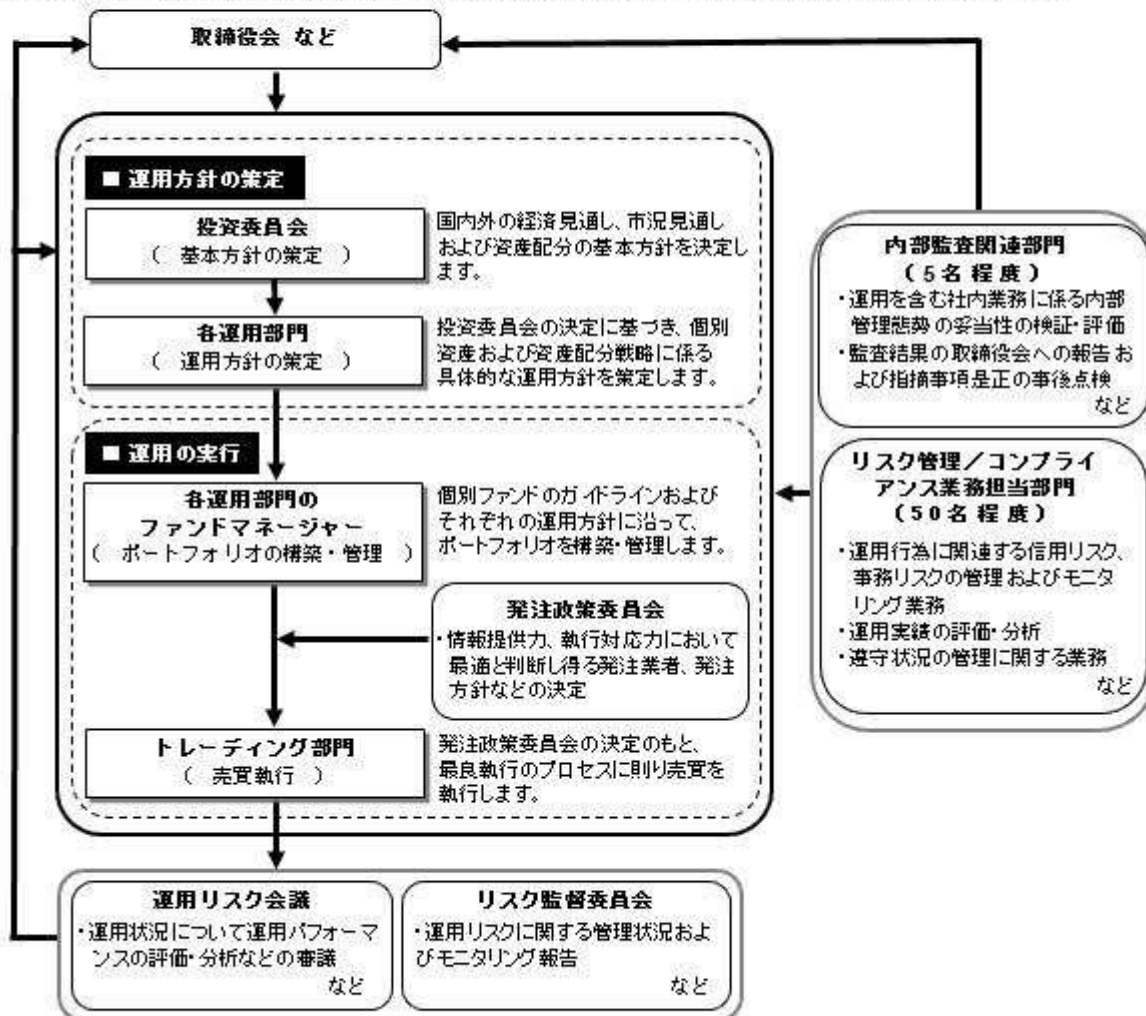 取締役会 など
■ 運用方針の策定
投資委員会
( 基本方針の策定 )
国内外の経済見通し、市況見通し
および資産配分の基本方針を決定し
ます。
各運用部門
( 運用方針の策定 )
投資委員会の決定に基づき、個別
資産および資産配分戦略に係る
具体的な運用方針を策定します。
■ 運用の実行
各運用部門の
ファンドマネージャー
( ポートフォリオの構築・管理 )
個別ファンドのガイドラインおよび
それぞれの運用方針に沿って、
ポートフォリオを構築・管理します。
発注政策委員会
・情報提供力、執行対応力において
最適と判断し得る発注業者、発注
方針などの決定
トレーディング部門
( 売買執行 )
発注政策委員会の決定のもと、
最良執行のプロセスに則り売買を
執行します。
内部監査関連部門
(5名程度)
・運用を含む社内業務に係る内部
管理態勢の妥当性の検証・評価
・監査結果の取締役会への報告お
よび指摘事項是正の事後点検
など
リスク管理/コンプライ
アンス業務担当部門
(50名程度)
・運用行為に関連する信用リスク、
事務リスクの管理およびモニタ
リング業務
・運用実績の評価・分析
・遵守状況の管理に関する業務
など
運用リスク会議
・運用状況について運用パフォーマ
ンスの評価・分析などの審議
など
リスク監督委員会
・運用リスクに関する管理状況およ
びモニタリング報告
など